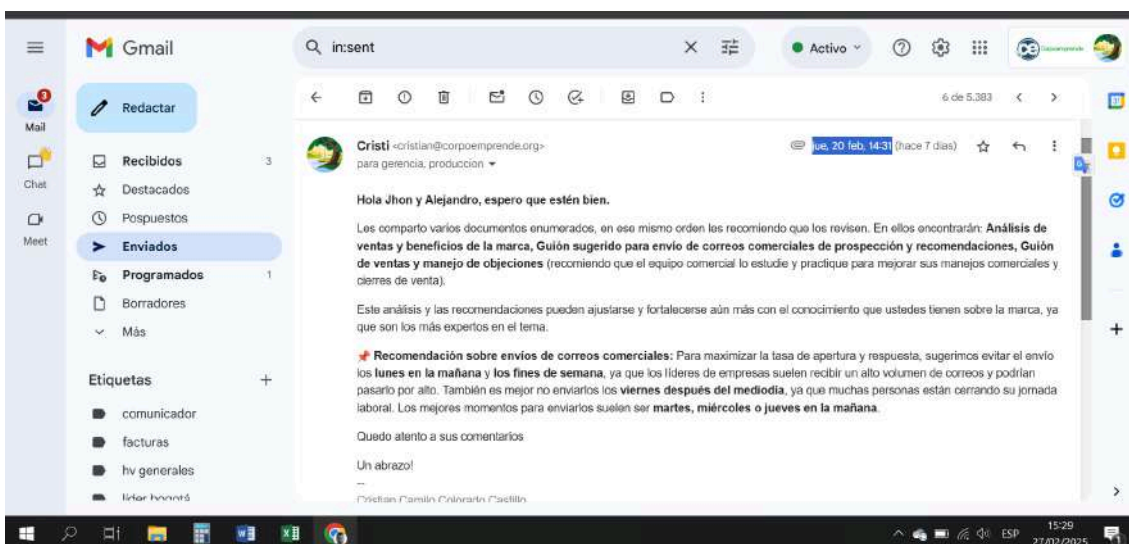 Gmail
in:sent
Activo
Corpoemprende
3
Mail
Chat
Meet
Redactar
Recibidos 3
Destacados
Pospuestos
Enviados
Programados 1
Borradores
Más
Etiquetas
comunicador
facturas
hv generales
líder bogotá
6 de 5.383
Cristi <cristian@corpoemprende.org>
jue, 20 feb, 14:31 (hace 7 días)
para gerencia, produccion
Hola Jhon y Alejandro, espero que estén bien.
Les comparto varios documentos enumerados, en ese mismo orden les recomiendo que los revisen. En ellos encontrarán: Análisis de
ventas y beneficios de la marca, Guión sugerido para envío de correos comerciales de prospección y recomendaciones, Guión
de ventas y manejo de objeciones (recomiendo que el equipo comercial lo estudie y practique para mejorar sus manejos comerciales y
cierres de venta).
Este análisis y las recomendaciones pueden ajustarse y fortalecerse aún más con el conocimiento que ustedes tienen sobre la marca, ya
que son los más expertos en el tema.
📌 Recomendación sobre envíos de correos comerciales: Para maximizar la tasa de apertura y respuesta, sugerimos evitar el envío
los lunes en la mañana y los fines de semana, ya que los líderes de empresas suelen recibir un alto volumen de correos y podrían
pasarlo por alto. También es mejor no enviarlos los viernes después del mediodía, ya que muchas personas están cerrando su jornada
laboral. Los mejores momentos para enviarlos suelen ser martes, miércoles o jueves en la mañana.
Quedo atento a sus comentarios
Un abrazo!
--
Cristian Camilo Colorado Castillo
ESP
15:29
27/02/2025